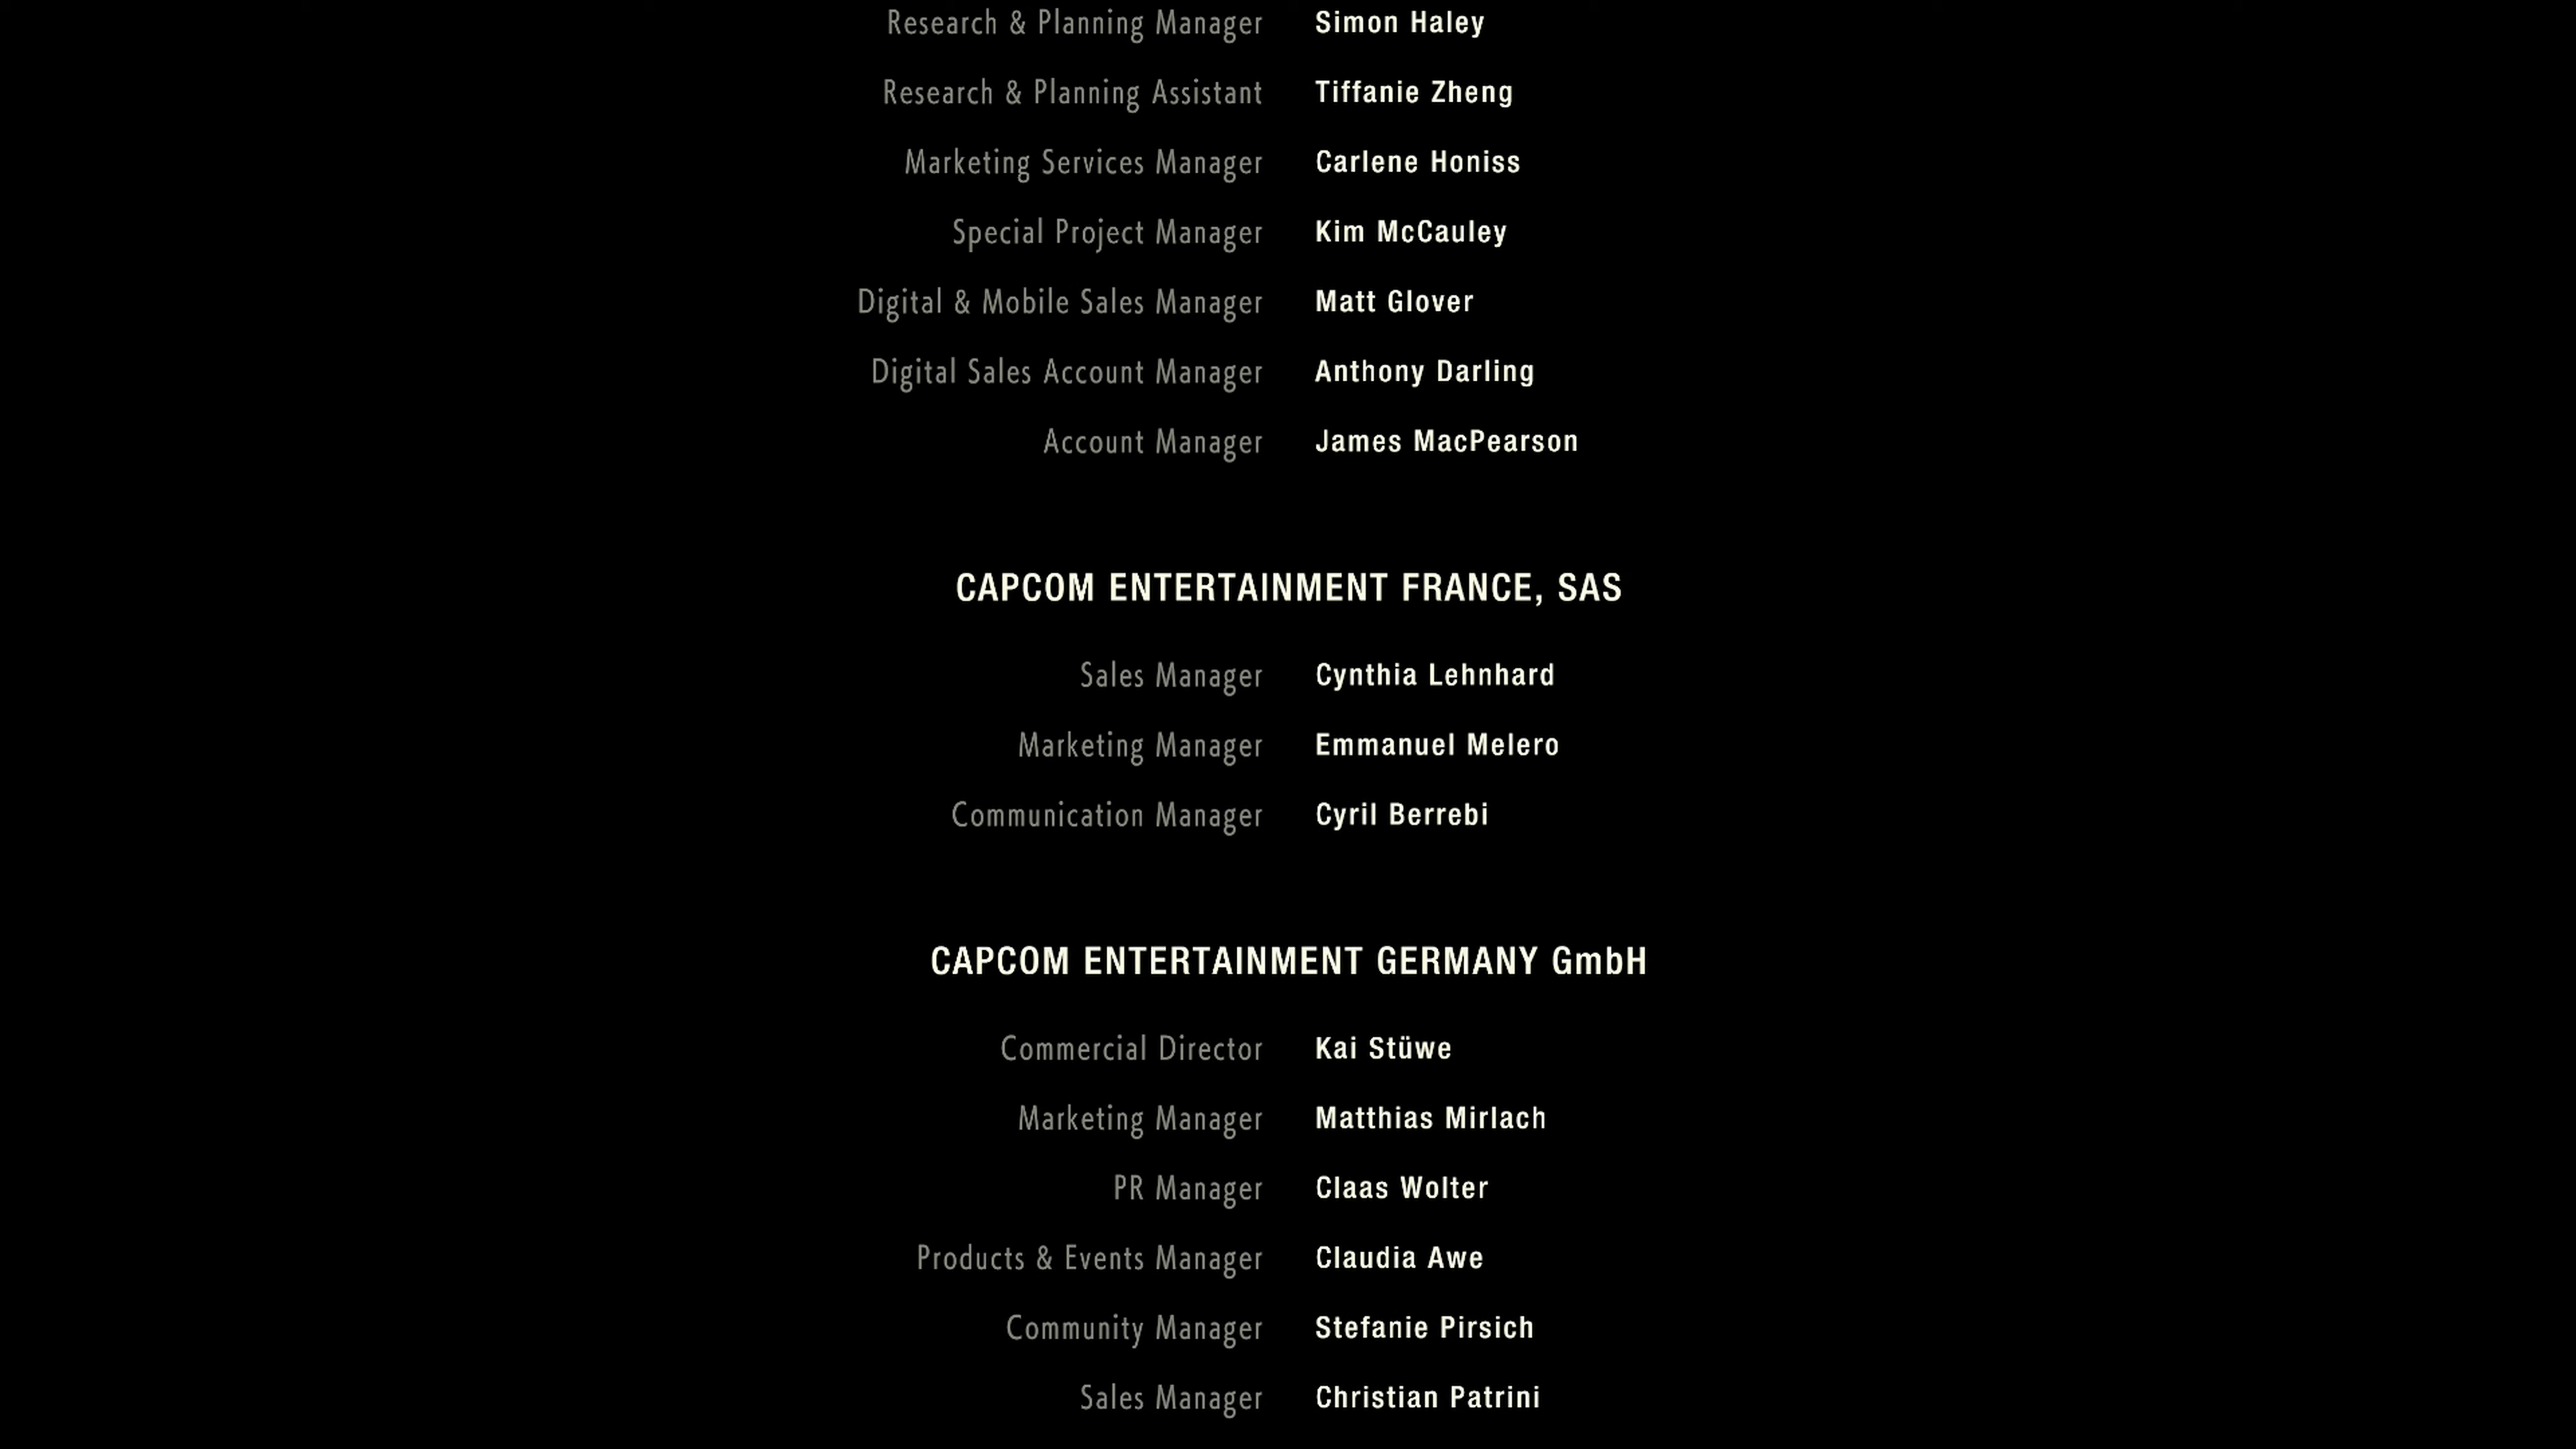 Research & Planning Manager Simon Haley
Research & Planning Assistant Tiffanie Zheng
Marketing Services Manager Carlene Honiss
Special Project Manager Kim McCauley
Digital & Mobile Sales Manager Matt Glover
Digital Sales Account Manager Anthony Darling
Account Manager James MacPearson
CAPCOM ENTERTAINMENT FRANCE, SAS
Sales Manager Cynthia Lehnhard
Marketing Manager Emmanuel Melero
Communication Manager Cyril Berrebi
CAPCOM ENTERTAINMENT GERMANY GmbH
Commercial Director Kai Stüwe
Marketing Manager Matthias Mirlach
PR Manager Claas Wolter
Products & Events Manager Claudia Awe
Community Manager Stefanie Pirsich
Sales Manager Christian Patrini